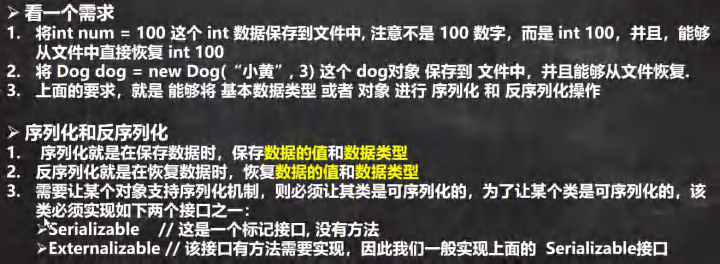 ➢ 看一个需求
1. 将int num = 100 这个 int 数据保存到文件中, 注意不是 100 数字，而是 int 100，并且，能够
从文件中直接恢复 int 100
2. 将 Dog dog = new Dog(“小黄”, 3) 这个 dog对象 保存到 文件中，并且能够从文件恢复.
3. 上面的要求，就是 能够将 基本数据类型 或者 对象 进行 序列化 和 反序列化操作
➢ 序列化和反序列化
1. 序列化就是在保存数据时，保存数据的值和数据类型
2. 反序列化就是在恢复数据时，恢复数据的值和数据类型
3. 需要让某个对象支持序列化机制，则必须让其类是可序列化的，为了让某个类是可序列化的，该
类必须实现如下两个接口之一：
➢Serializable // 这是一个标记接口, 没有方法
➢Externalizable // 该接口有方法需要实现，因此我们一般实现上面的 Serializable接口